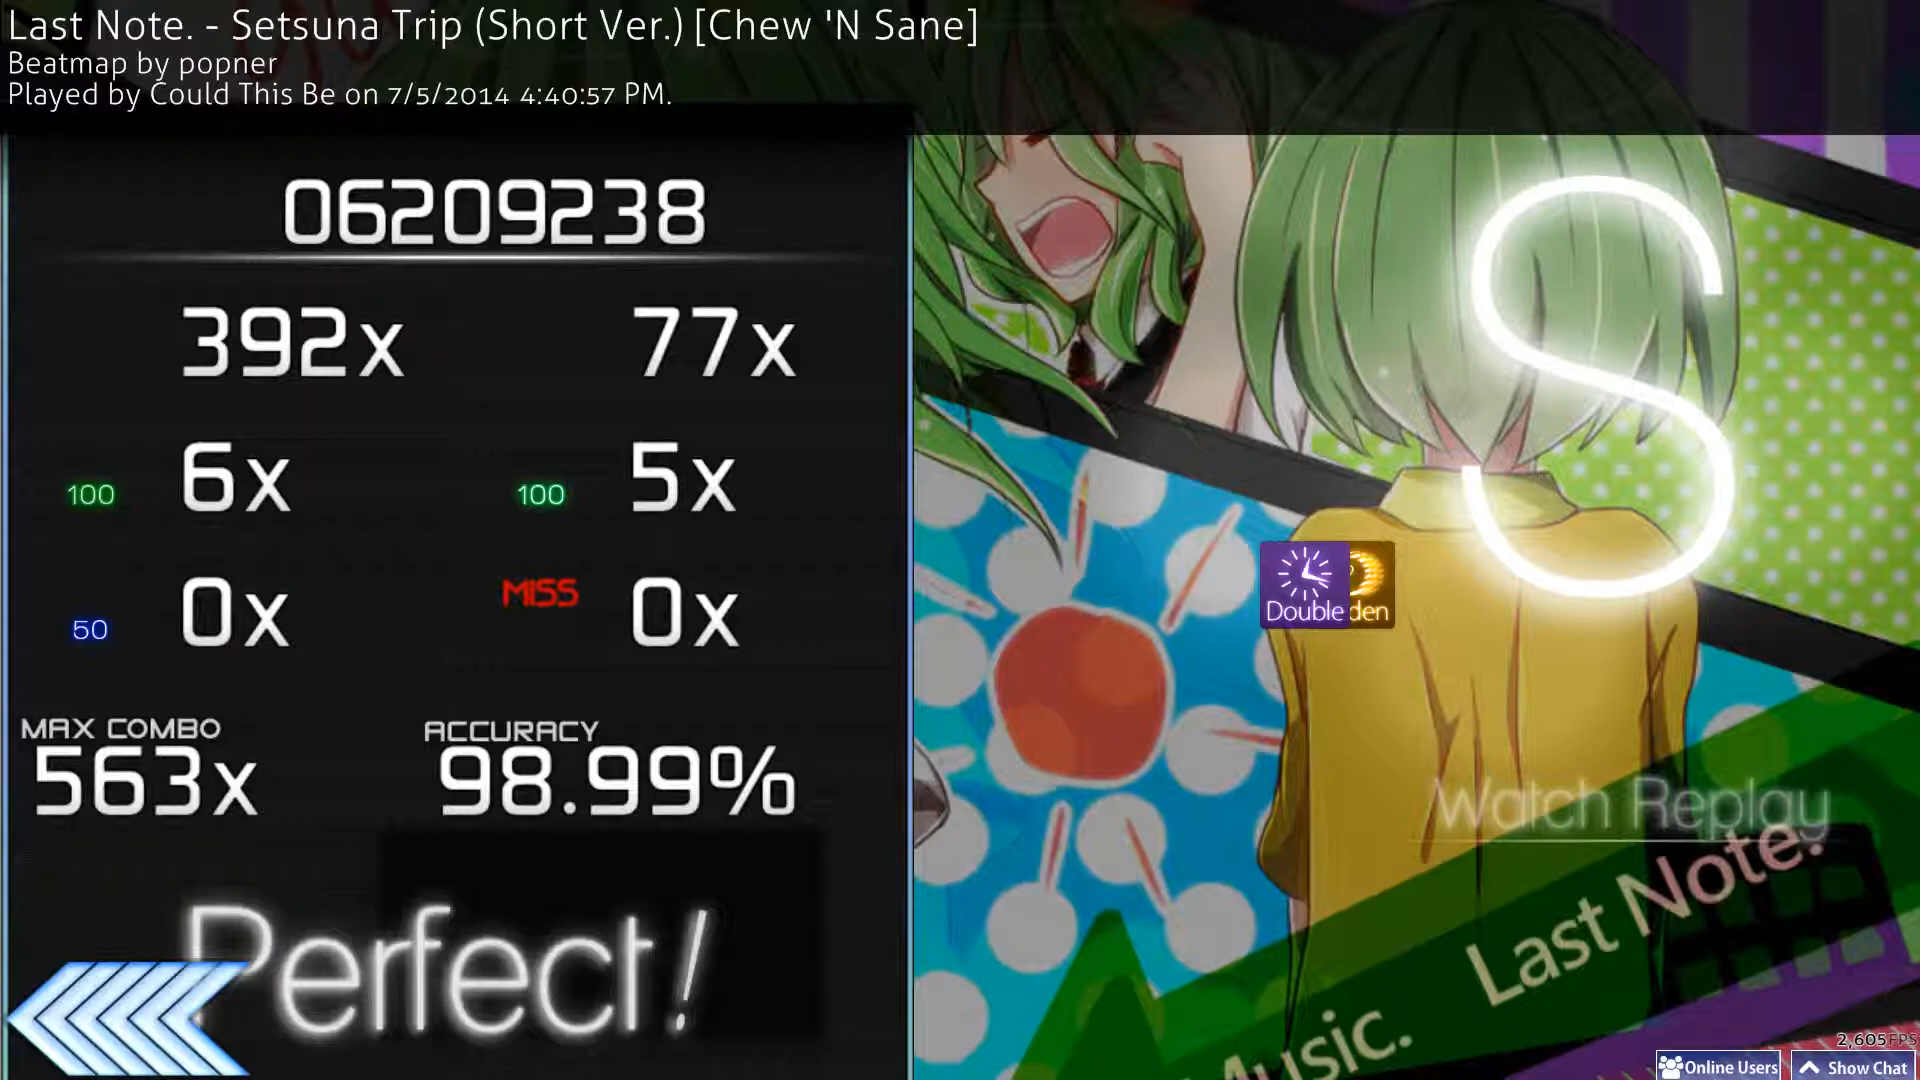 Last Note. - Setsuna Trip (Short Ver.) [Chew 'N Sane]
Beatmap by popner
Played by Could This Be on 7/5/2014 4:40:57 PM.
06209238
392x 77x
100 6x 100 5x
50 0x MISS 0x
MAX COMBO ACCURACY
563x 98.99%
Perfect!
S
Double den
Watch Replay
Last Note.
Music.
2,605FPS
Online Users Show Chat